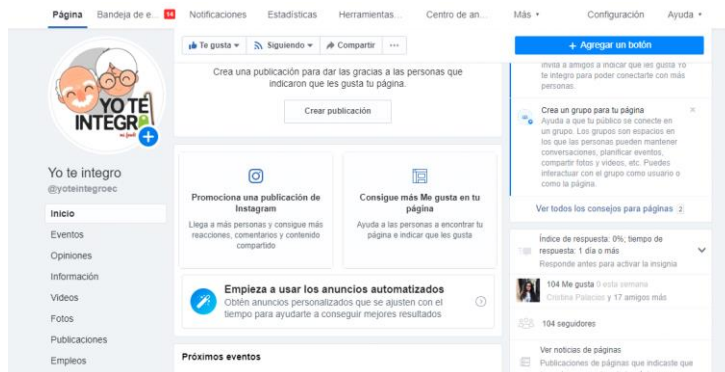 Página Bandeja de e... 14 Notificaciones Estadísticas Herramientas... Centro de an... Más Configuración Ayuda
YO TE
INTEGRO
Yo te integro
@yoteintegroec
Inicio
Eventos
Opiniones
Información
Videos
Fotos
Publicaciones
Empleos
Te gusta Siguiendo Compartir ...
Crea una publicación para dar las gracias a las personas que
indicaron que les gusta tu página.
Crear publicación
Promociona una publicación de
Instagram
Llega a más personas y consigue más
reacciones, comentarios y contenido
compartido
Consigue más Me gusta en tu
página
Ayuda a las personas a encontrar tu
página e indicar que les gusta
Empieza a usar los anuncios automatizados
Obtén anuncios personalizados que se ajusten con el
tiempo para ayudarte a conseguir mejores resultados
Próximos eventos
+ Agregar un botón
Invita a amigos a indicar que les gusta Yo
te integro para poder conectarte con más
personas.
Crea un grupo para tu página
Ayuda a que tu público se conecte en
un grupo. Los grupos son espacios en
los que las personas pueden mantener
conversaciones, planificar eventos,
compartir fotos y videos, etc. Puedes
interactuar con el grupo como usuario o
como la página.
Ver todos los consejos para páginas 2
Índice de respuesta: 0%; tiempo de
respuesta: 1 día o más
Responde antes para activar la insignia
104 Me gusta 0 esta semana
Cristina Palacios y 17 amigos más
104 seguidores
Ver noticias de páginas
Publicaciones de páginas que indicaste que